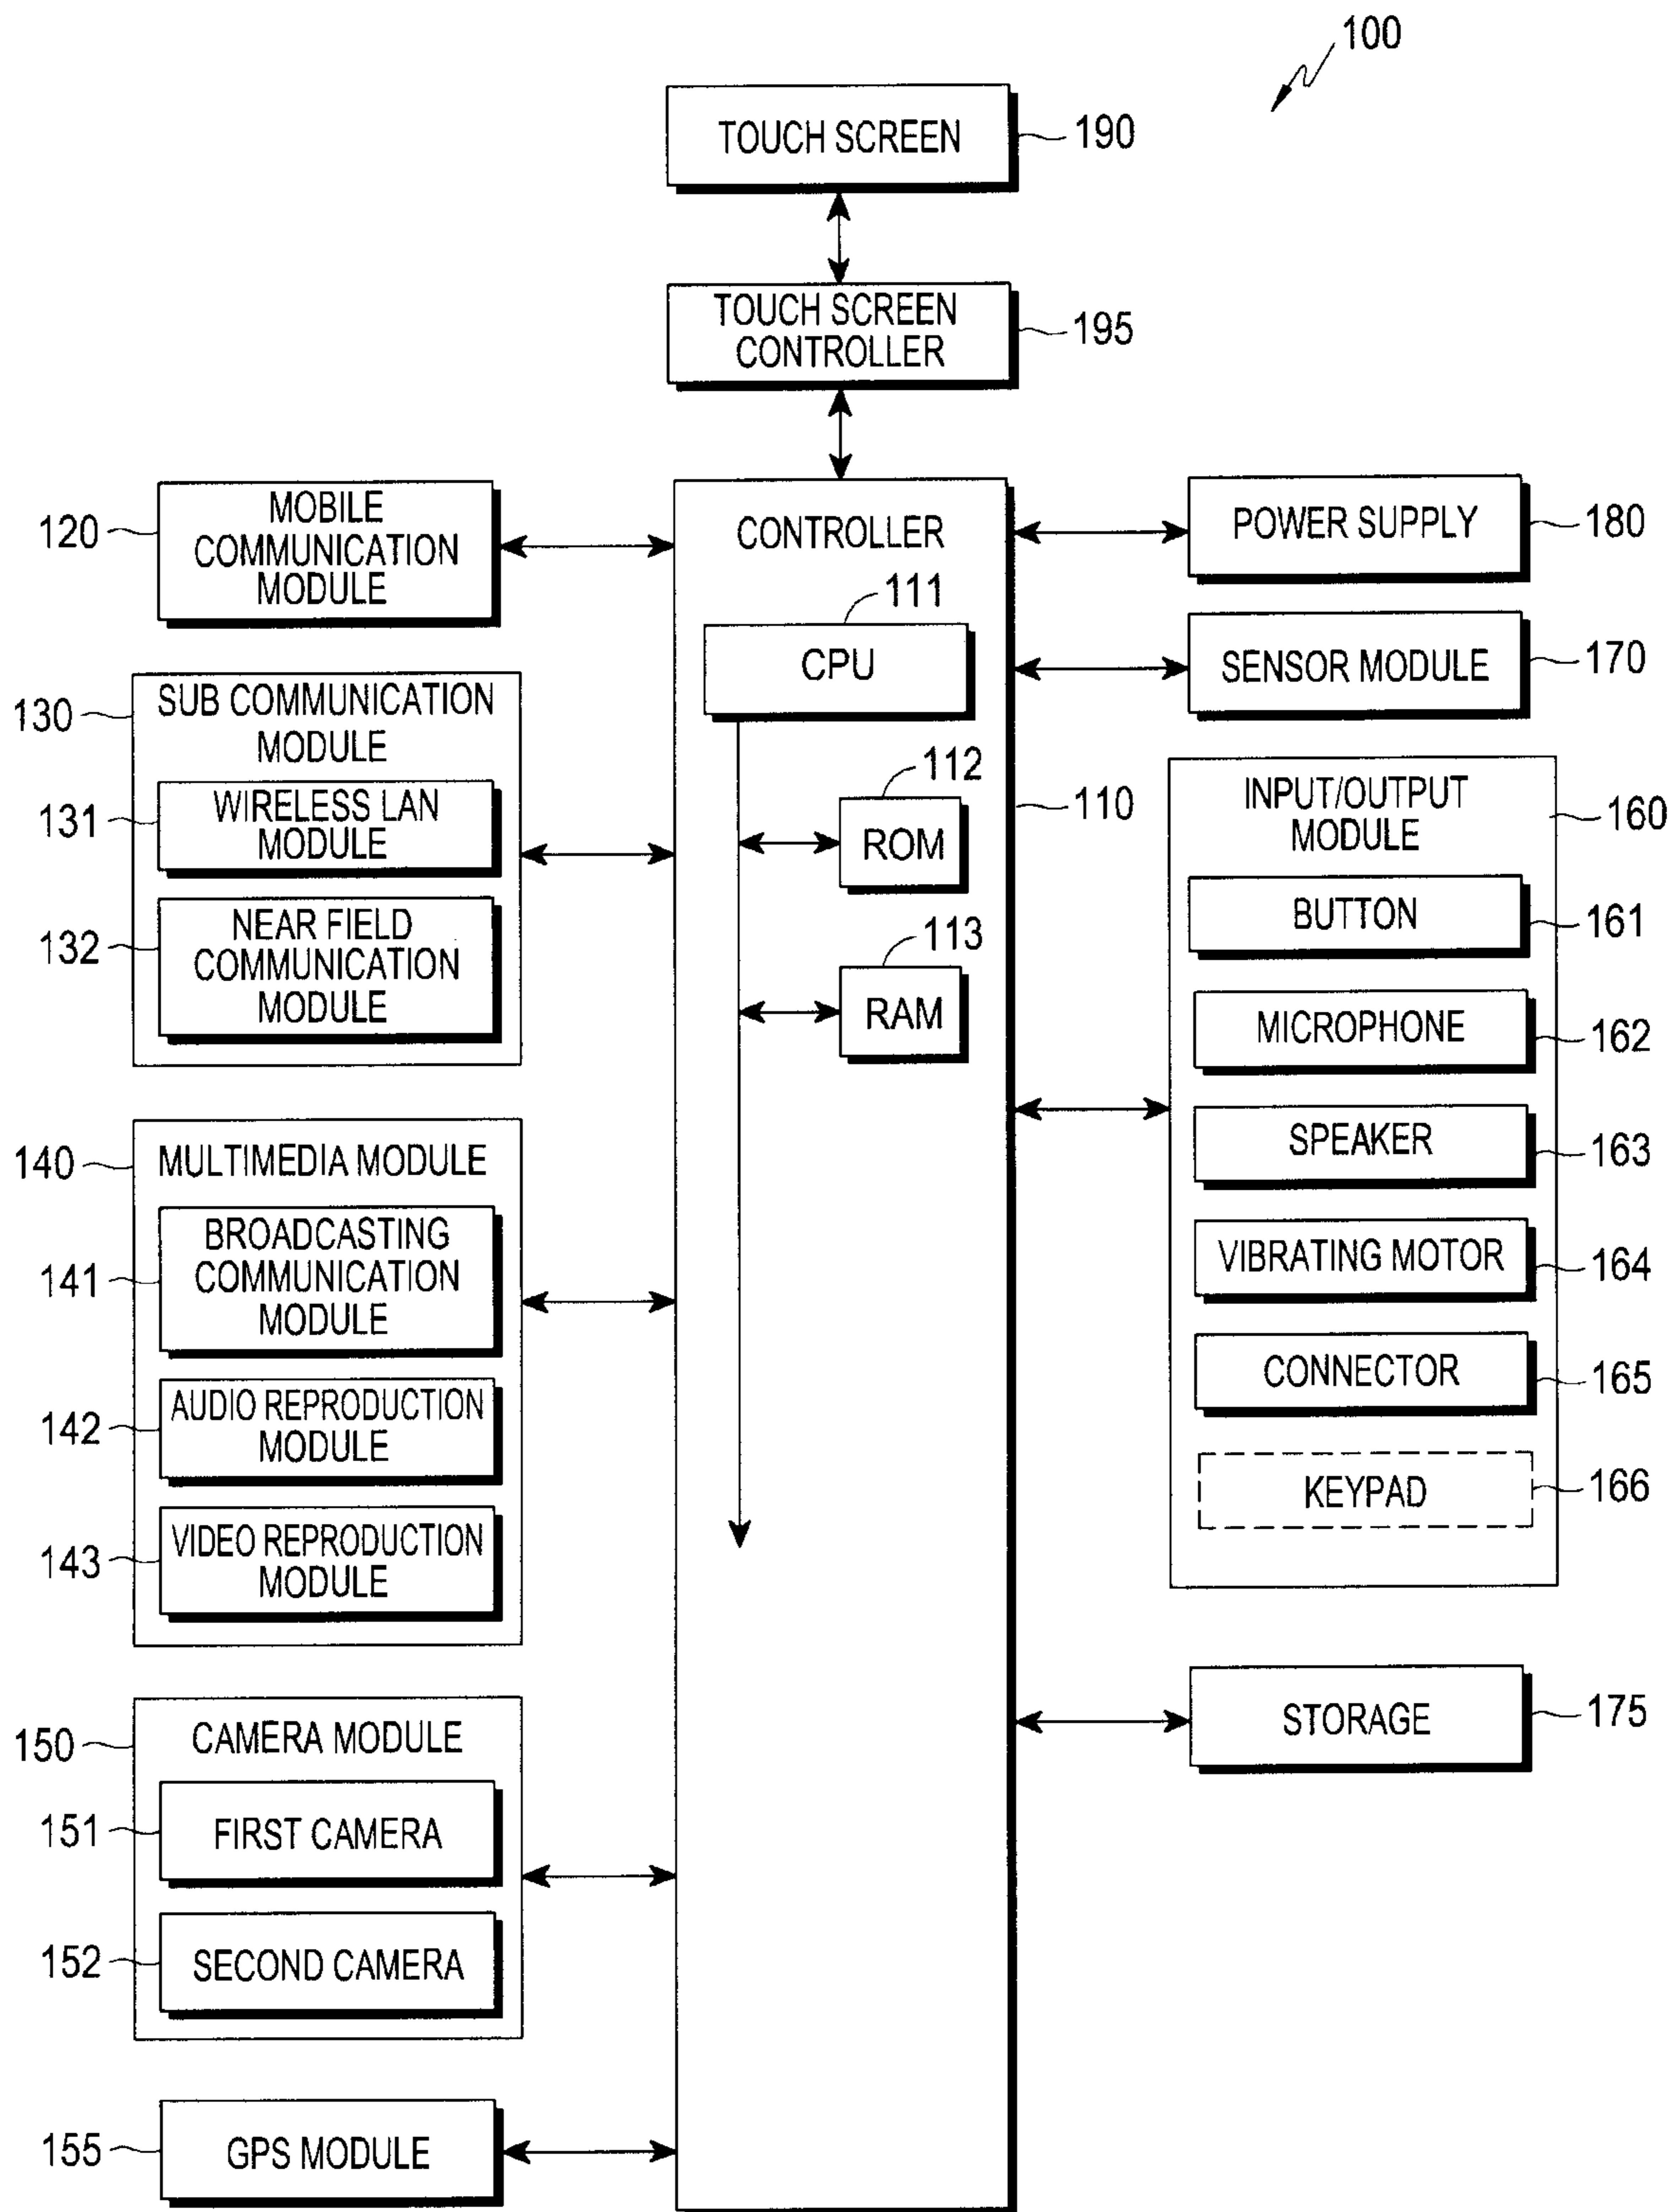 100
TOUCH SCREEN
190
TOUCH SCREEN
CONTROLLER
195
120
MOBILE
COMMUNICATION
MODULE
130
SUB COMMUNICATION
MODULE
131
WIRELESS LAN
MODULE
132
NEAR FIELD
COMMUNICATION
MODULE
140
MULTIMEDIA MODULE
141
BROADCASTING
COMMUNICATION
MODULE
142
AUDIO REPRODUCTION
MODULE
143
VIDEO REPRODUCTION
MODULE
150
CAMERA MODULE
151
FIRST CAMERA
152
SECOND CAMERA
155
GPS MODULE
CONTROLLER
111
CPU
112
ROM
113
RAM
110
POWER SUPPLY
180
SENSOR MODULE
170
INPUT/OUTPUT
MODULE
160
BUTTON
161
MICROPHONE
162
SPEAKER
163
VIBRATING MOTOR
164
CONNECTOR
165
KEYPAD
166
STORAGE
175